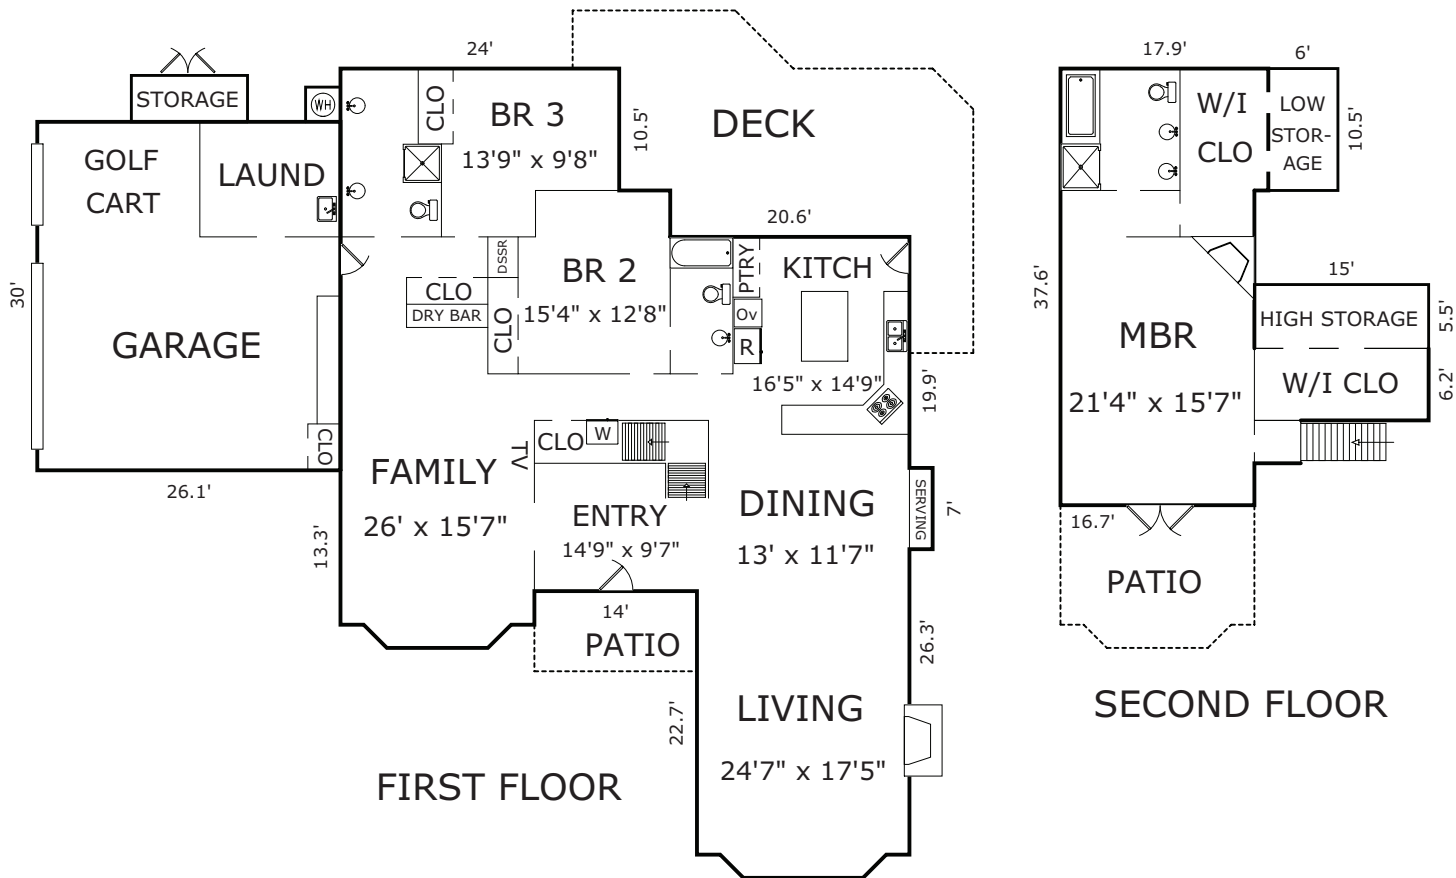 24'
17.9'
6'
STORAGE
WH
CLO
BR 3
13'9" x 9'8"
10.5'
DECK
W/I
CLO
LOW
STOR-
AGE
10.5'
GOLF
CART
LAUND
20.6'
30'
GARAGE
DSSR
CLO
DRY BAR
CLO
BR 2
15'4" x 12'8"
PTRY
KITCH
Ov
R
16'5" x 14'9"
19.9'
37.6'
MBR
21'4" x 15'7"
15'
HIGH STORAGE
5.5'
W/I CLO
6.2'
CLO
26.1'
13.3'
FAMILY
26' x 15'7"
TV
CLO
W
ENTRY
14'9" x 9'7"
DINING
13' x 11'7"
SERVING
7'
16.7'
PATIO
14'
PATIO
26.3'
22.7'
LIVING
24'7" x 17'5"
FIRST FLOOR
SECOND FLOOR